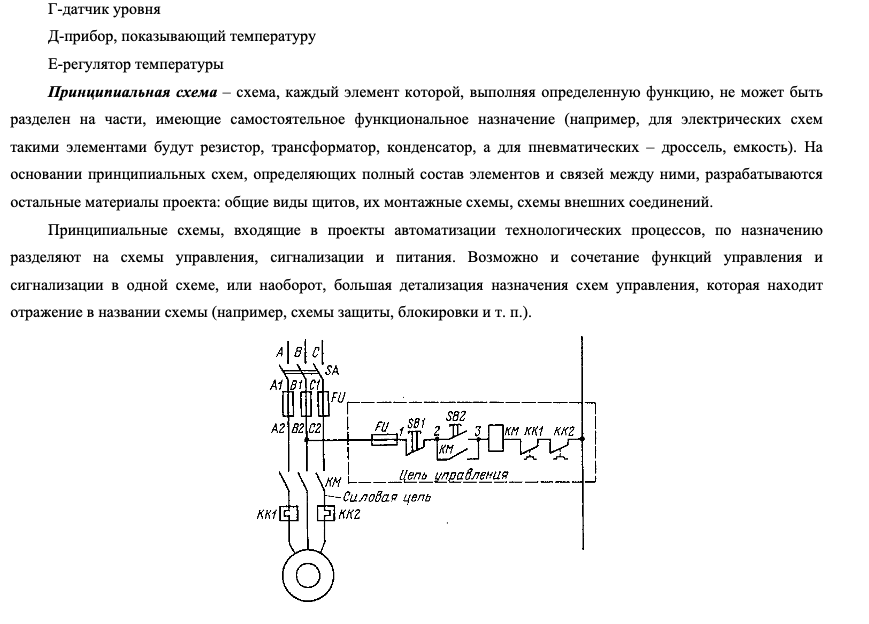 Г-датчик уровня
Д-прибор, показывающий температуру
Е-регулятор температуры
Принципиальная схема – схема, каждый элемент которой, выполняя определенную функцию, не может быть
разделен на части, имеющие самостоятельное функциональное назначение (например, для электрических схем
такими элементами будут резистор, трансформатор, конденсатор, а для пневматических – дроссель, емкость). На
основании принципиальных схем, определяющих полный состав элементов и связей между ними, разрабатываются
остальные материалы проекта: общие виды щитов, их монтажные схемы, схемы внешних соединений.
Принципиальные схемы, входящие в проекты автоматизации технологических процессов, по назначению
разделяют на схемы управления, сигнализации и питания. Возможно и сочетание функций управления и
сигнализации в одной схеме, или наоборот, большая детализация назначения схем управления, которая находит
отражение в названии схемы (например, схемы защиты, блокировки и т. п.).
A B C
SA
A1 B1 C1
FU
A2 B2 C2
FU 1 SB1 2 SB2 3 KM KK1 KK2
KM
Цепь управления
KM
Силовая цепь
KK1 KK2